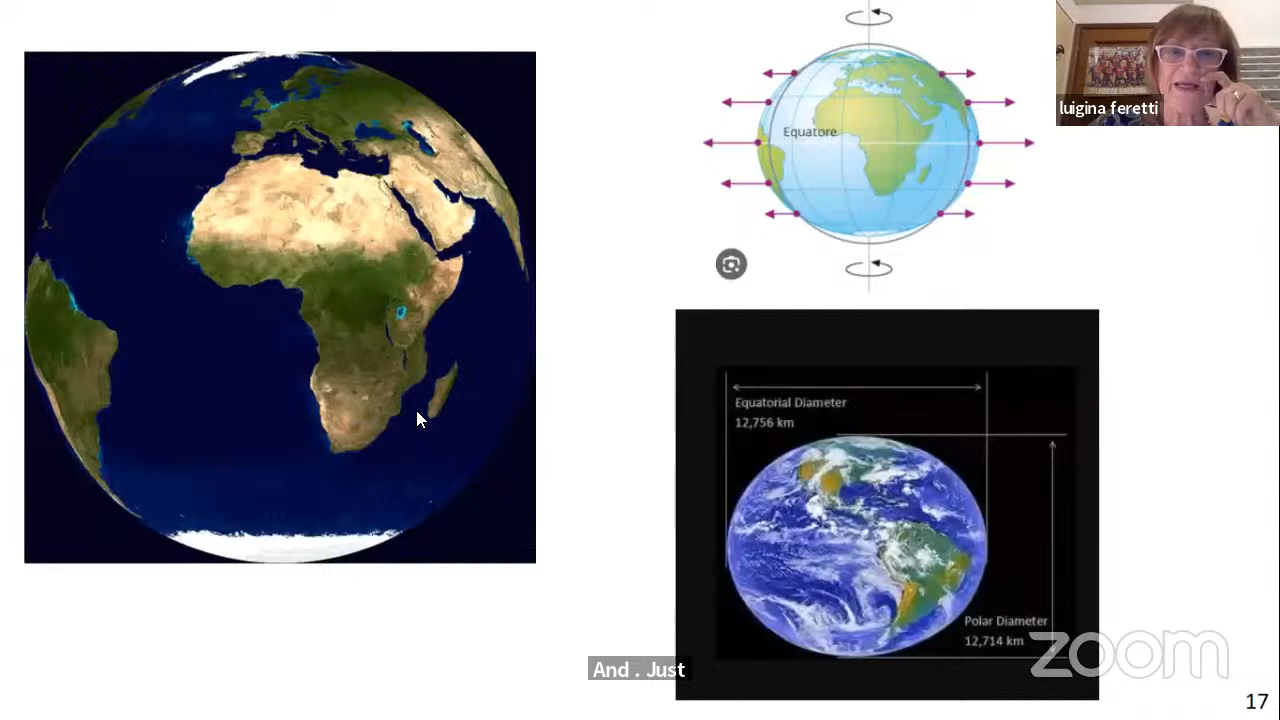 luigina feretti
Equatore
Equatorial Diameter
12,756 km
Polar Diameter
12,714 km
And . Just
zoom
17